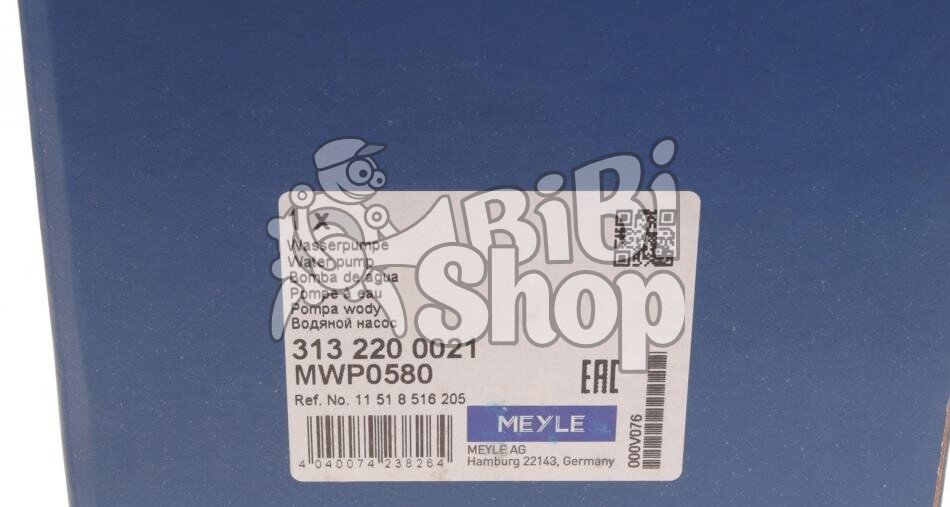 1 x
Wasserpumpe
Water pump
Bomba de agua
Pompe à eau
Pompa wody
Водяной насос
313 220 0021
MWP0580
Ref. No. 11 51 8 516 205
4 040074 238264
EAC
MEYLE
MEYLE AG
Hamburg 22143, Germany
000V076
BiBi
Shop